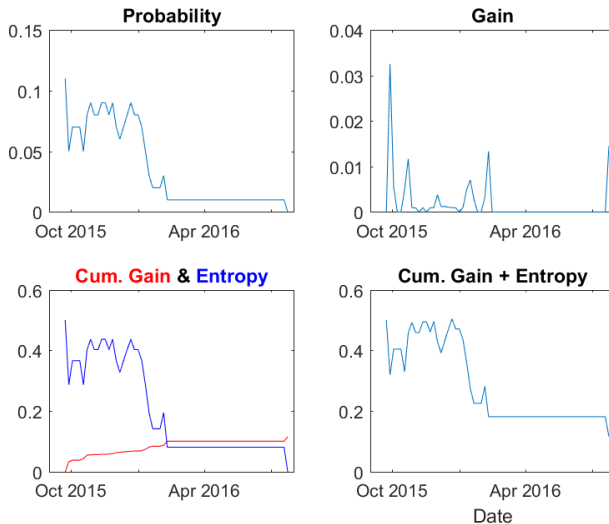 Probability
0.15
0.1
0.05
0
Oct 2015
Apr 2016
Gain
0.04
0.03
0.02
0.01
0
Oct 2015
Apr 2016
Cum. Gain & Entropy
0.6
0.4
0.2
0
Oct 2015
Apr 2016
Cum. Gain + Entropy
0.6
0.4
0.2
0
Oct 2015
Apr 2016
Date